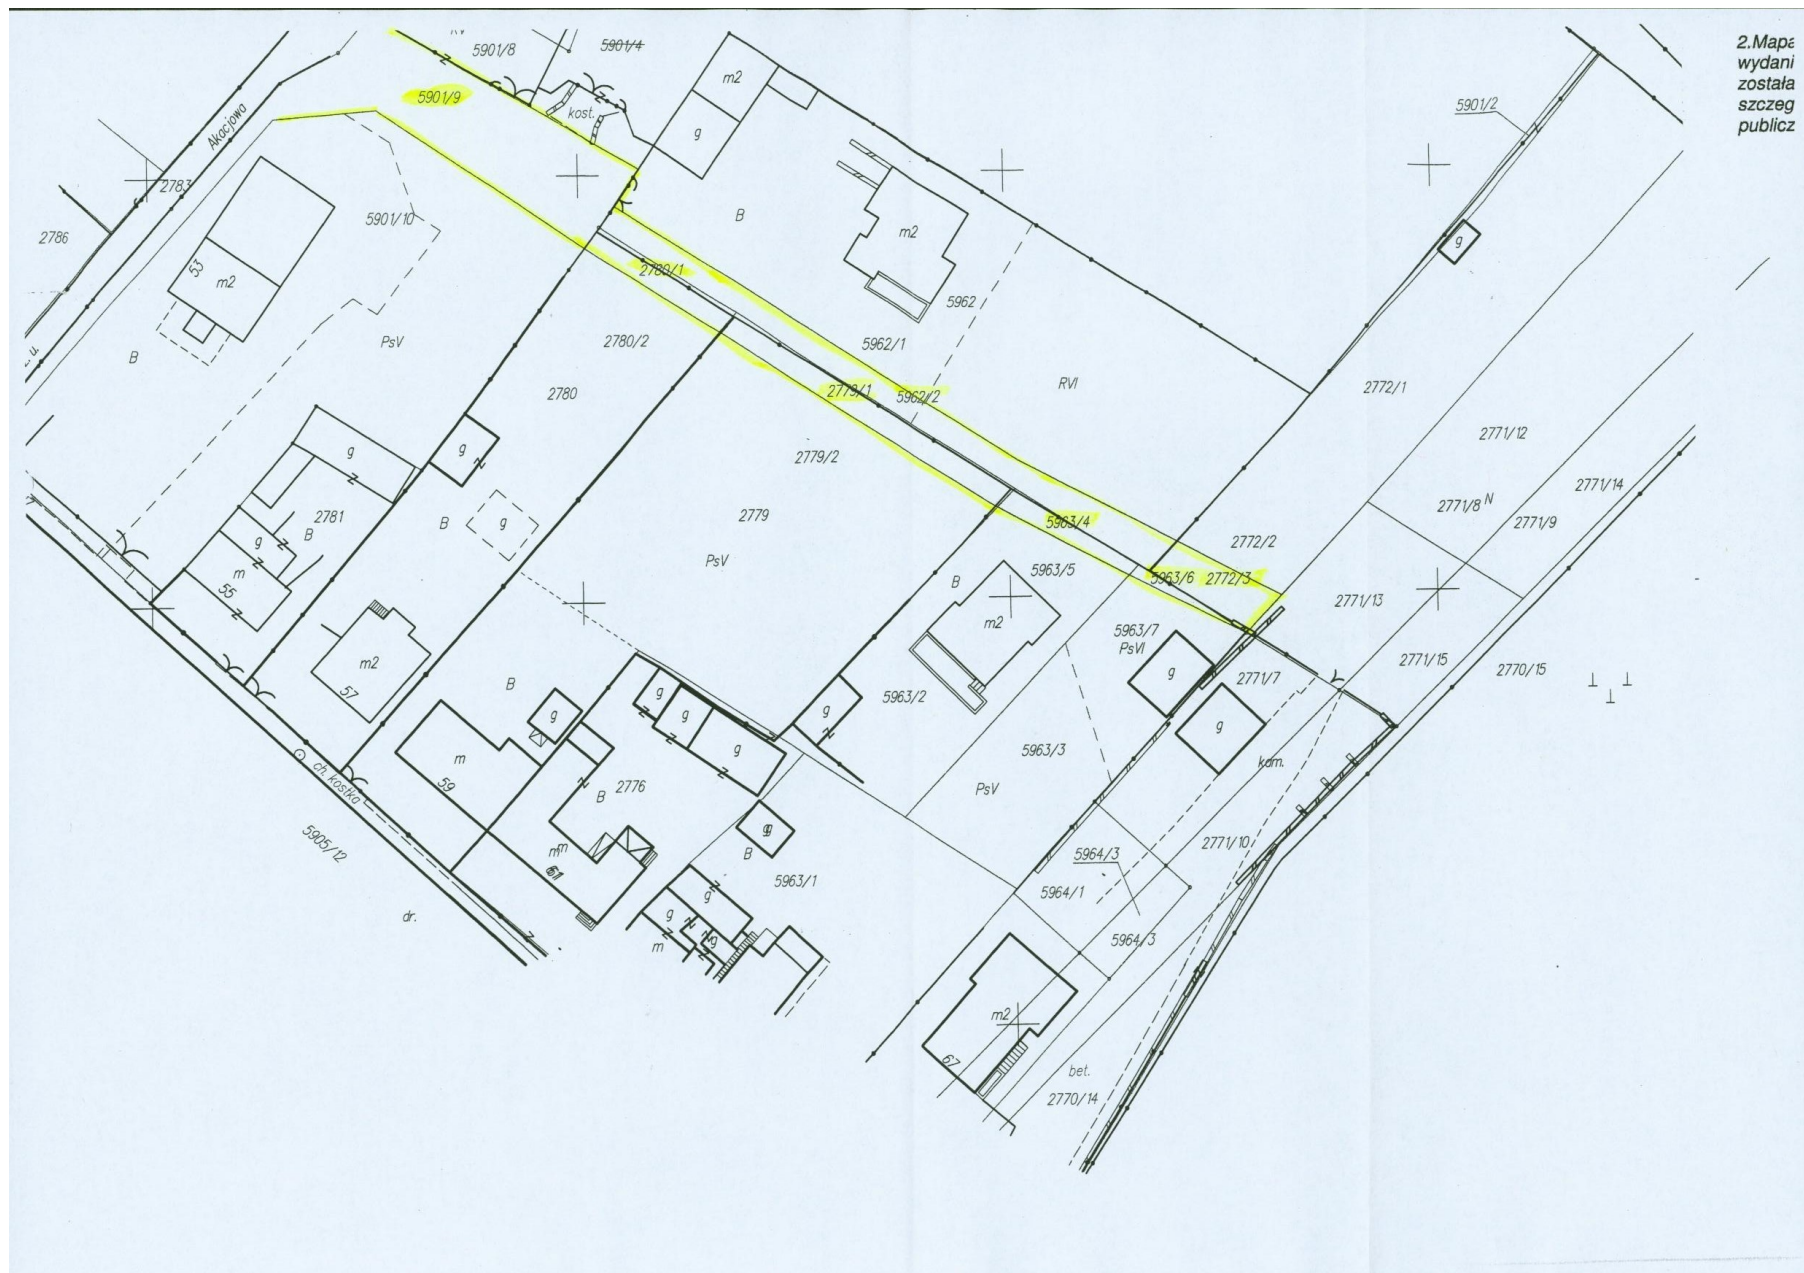 5901/8
5901/4
2.Mapa
wydani
została
szczeg
publicz
m2
5901/9
5901/2
kost.
Akacjowa
g
2783
5901/10
B
2786
m2
g
53
2780/1
m2
5962
u.
PsV
2780/2
5962/1
B
RVI
2772/1
2780
2779/1
5962/2
2771/12
g
g
2779/2
2771/14
2771/8
N
2781
B
B
g
2779
5963/4
2771/9
g
2772/2
m
55
PsV
B
5963/5
5963/6
2772/3
2771/13
m2
5963/7
PsVI
m2
57
2771/15
2770/15
B
g
5963/2
g
2771/7
g
g
g
g
g
5963/3
m
kam.
ch. kostka
59
2776
B
PsV
g
5905/12
m
61
B
5964/3
2771/10
5963/1
5964/1
g
dr.
g
g
m
5964/3
m2
67
bet.
2770/14